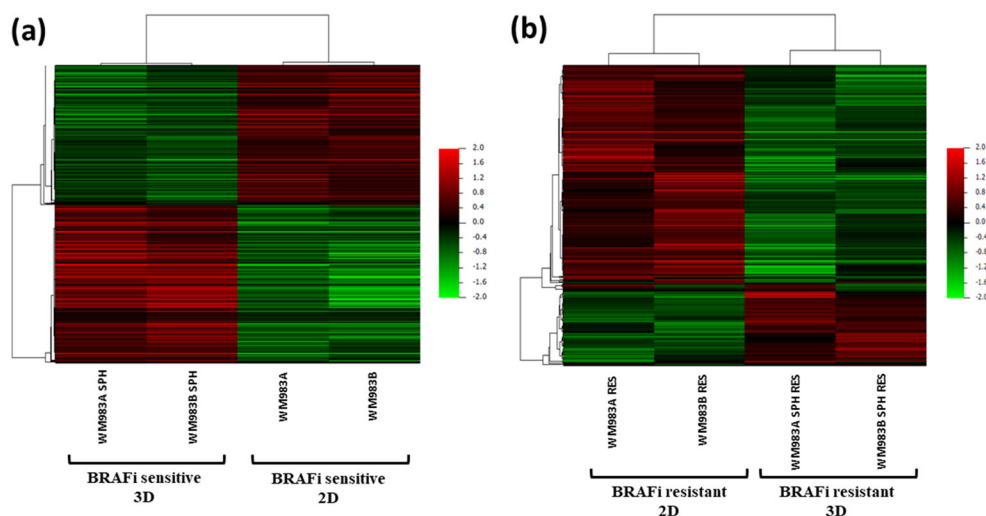 (a)
2.0
1.6
1.2
0.8
0.4
0.0
-0.4
-0.8
-1.2
-1.6
-2.0
WM983A SPH
WM983B SPH
WM983A
WM983B
BRAFi sensitive
3D
BRAFi sensitive
2D
(b)
2.0
1.6
1.2
0.8
0.4
0.0
-0.4
-0.8
-1.2
-1.6
-2.0
WM983A RES
WM983B RES
WM983A SPH RES
WM983B SPH RES
BRAFi resistant
2D
BRAFi resistant
3D